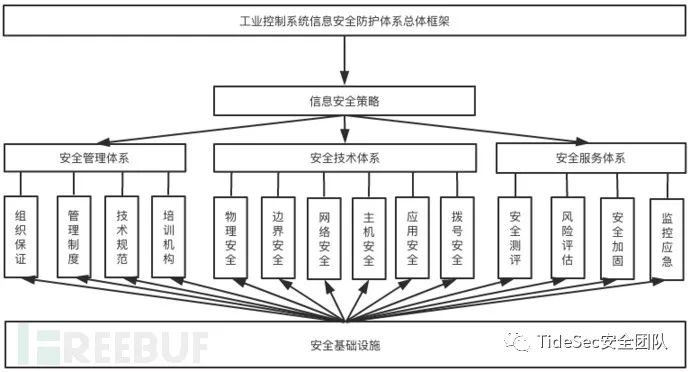 工业控制系统信息安全防护体系总体框架
信息安全策略
安全管理体系
安全技术体系
安全服务体系
组织保证
管理制度
技术规范
培训机构
物理安全
边界安全
网络安全
主机安全
应用安全
拨号安全
安全测评
风险评估
安全加固
监控应急
安全基础设施
FREEBUF
TideSec安全团队